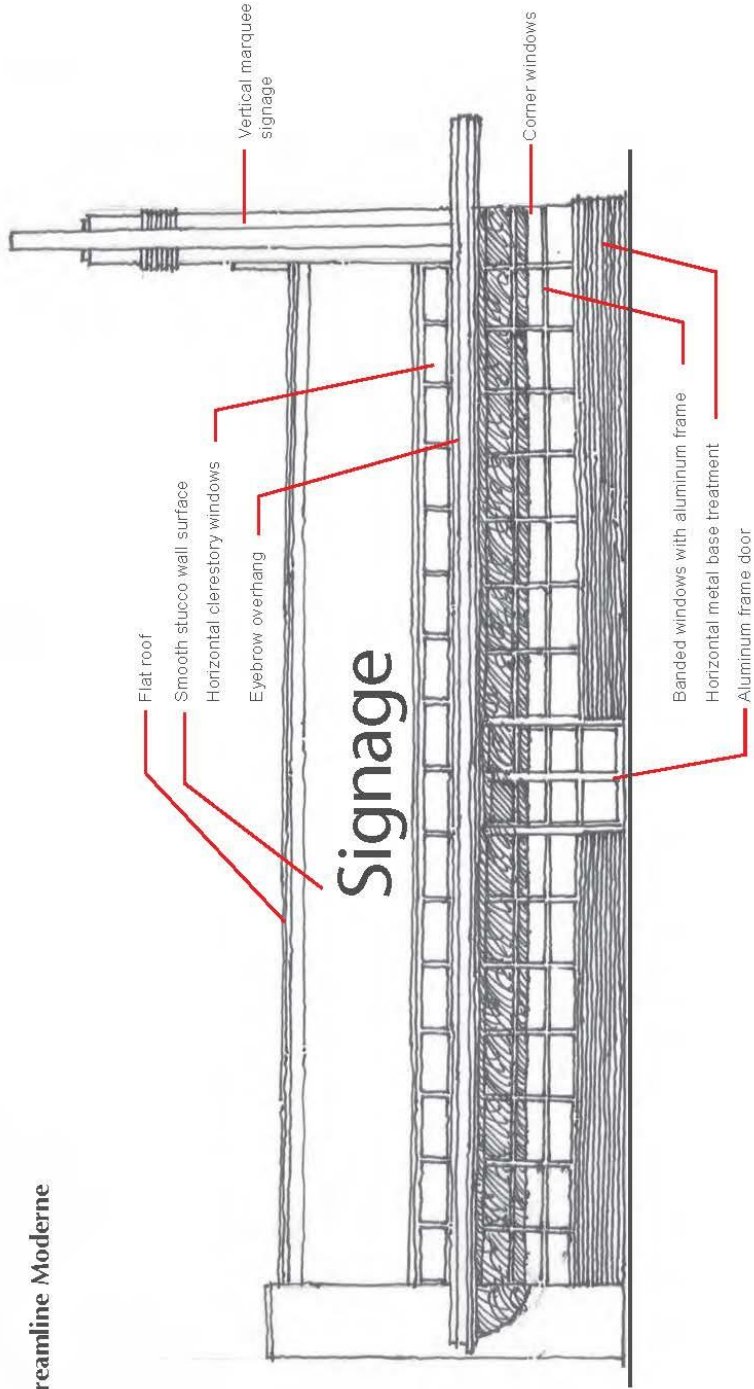 reamline Moderne
Flat roof
Smooth stucco wall surface
Horizontal clerestory windows
Eyebrow overhang
Vertical marquee
signage
Signage
Corner windows
Banded windows with aluminum frame
Horizontal metal base treatment
Aluminum frame door